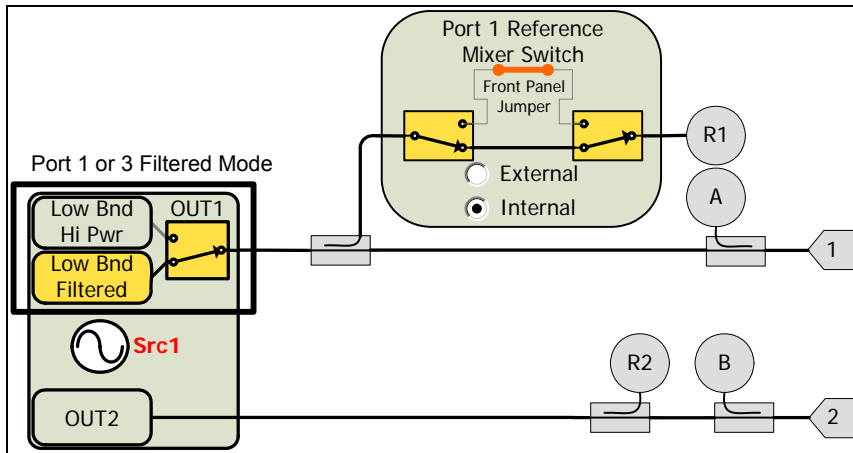 Port 1 Reference
Mixer Switch
Front Panel
Jumper
R1
External
Internal
A
Port 1 or 3 Filtered Mode
Low Bnd
Hi Pwr
OUT1
Low Bnd
Filtered
1
Src1
R2
B
OUT2
2